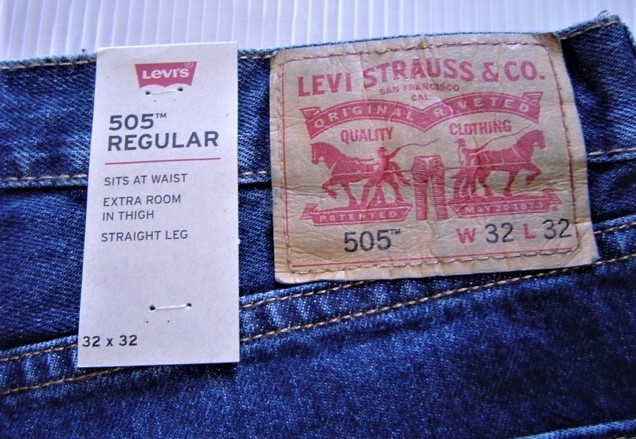 Levi's
505™
REGULAR
SITS AT WAIST
EXTRA ROOM
IN THIGH
STRAIGHT LEG
32 x 32
LEVI STRAUSS & CO.
SAN FRANCISCO
CAL.
ORIGINAL RIVETED
QUALITY CLOTHING
PATENTED MAY 20 1873
505™ W 32 L 32